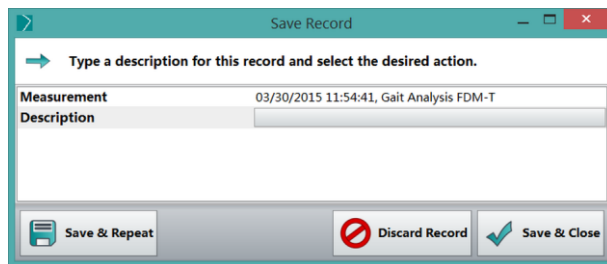 Save Record
Type a description for this record and select the desired action.
Measurement 03/30/2015 11:54:41, Gait Analysis FDM-T
Description
Save & Repeat Discard Record Save & Close